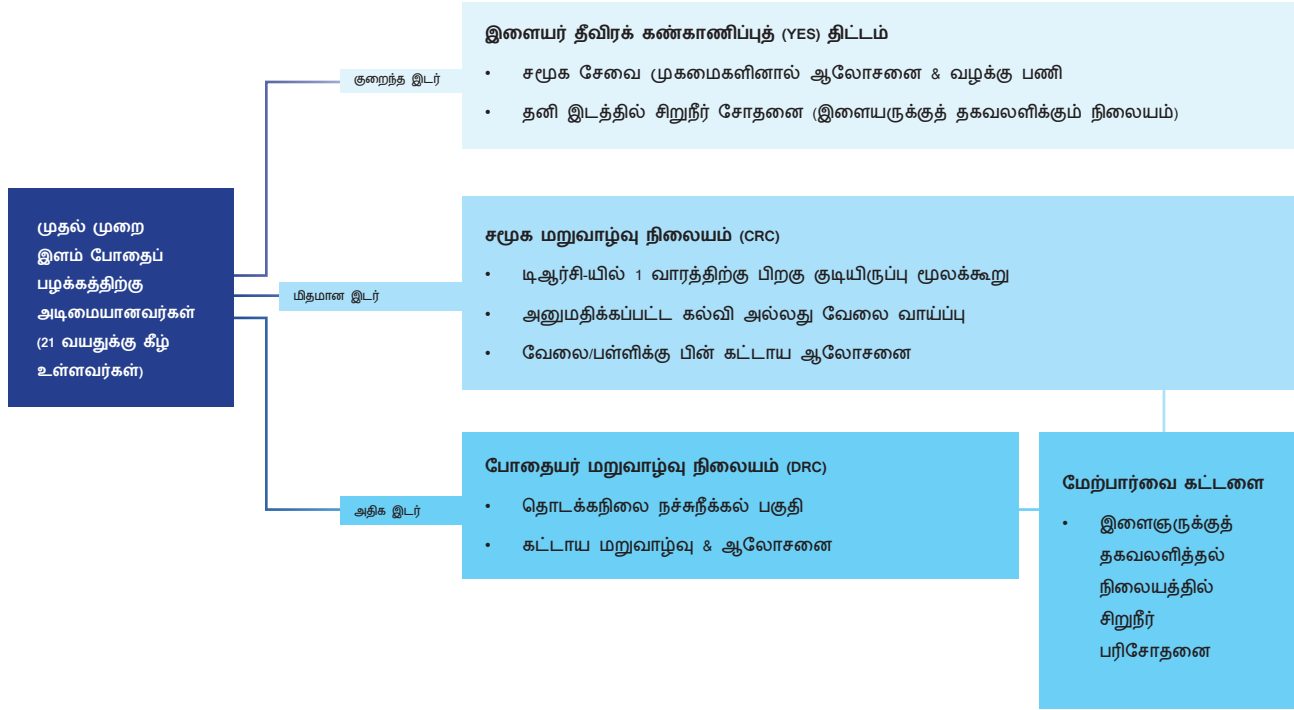 முதல் முறை
இளம் போதைப்
பழக்கத்திற்கு
அடிமையானவர்கள்
(21 வயதுக்கு கீழ்
உள்ளவர்கள்)
குறைந்த இடர்
இளையர் தீவிரக் கண்காணிப்புத் (YES) திட்டம்
• சமூக சேவை முகமைகளினால் ஆலோசனை & வழக்கு பணி
• தனி இடத்தில் சிறுநீர் சோதனை (இளையருக்குத் தகவலளிக்கும் நிலையம்)
மிதமான இடர்
சமூக மறுவாழ்வு நிலையம் (CRC)
• டிஆர்சி-யில் 1 வாரத்திற்கு பிறகு குடியிருப்பு மூலக்கூறு
• அனுமதிக்கப்பட்ட கல்வி அல்லது வேலை வாய்ப்பு
• வேலை/பள்ளிக்கு பின் கட்டாய ஆலோசனை
அதிக இடர்
போதையர் மறுவாழ்வு நிலையம் (DRC)
• தொடக்கநிலை நச்சுநீக்கல் பகுதி
• கட்டாய மறுவாழ்வு & ஆலோசனை
மேற்பார்வை கட்டளை
• இளைஞருக்குத்
தகவலளித்தல்
நிலையத்தில்
சிறுநீர்
பரிசோதனை